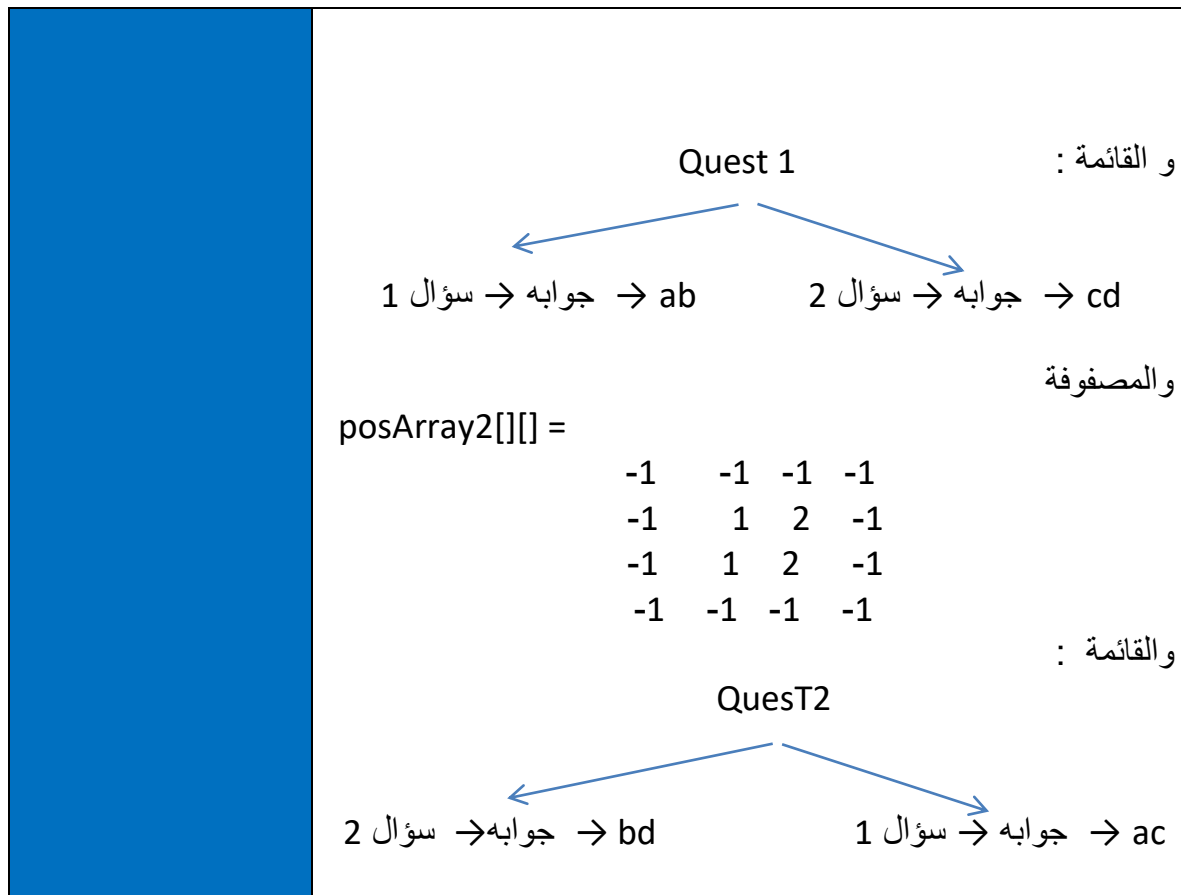 و القائمة :
Quest 1
سؤال 1 → جوابه → ab
سؤال 2 → جوابه → cd
والمصفوفة
posArray2[][] =
-1 -1 -1 -1
-1 1 2 -1
-1 1 2 -1
-1 -1 -1 -1
والقائمة :
QuesT2
سؤال 2 → جوابه → bd
سؤال 1 → جوابه → ac